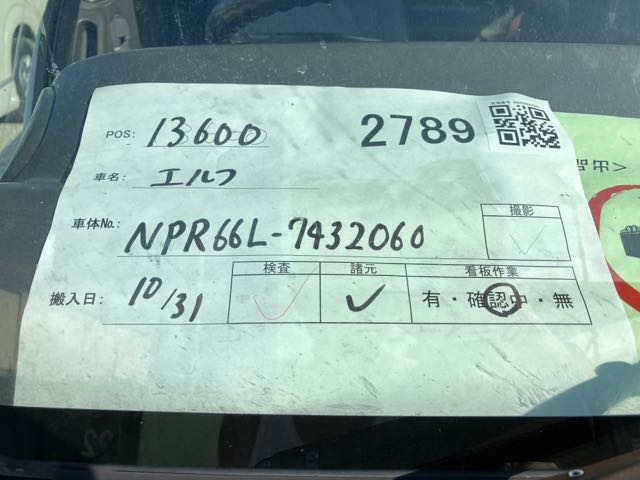 POS: 13600 2789
車名: エルフ
車体No. NPR66L-7432060
撮影
搬入日: 10/31
検査 諸元 看板作業
有・確認中・無